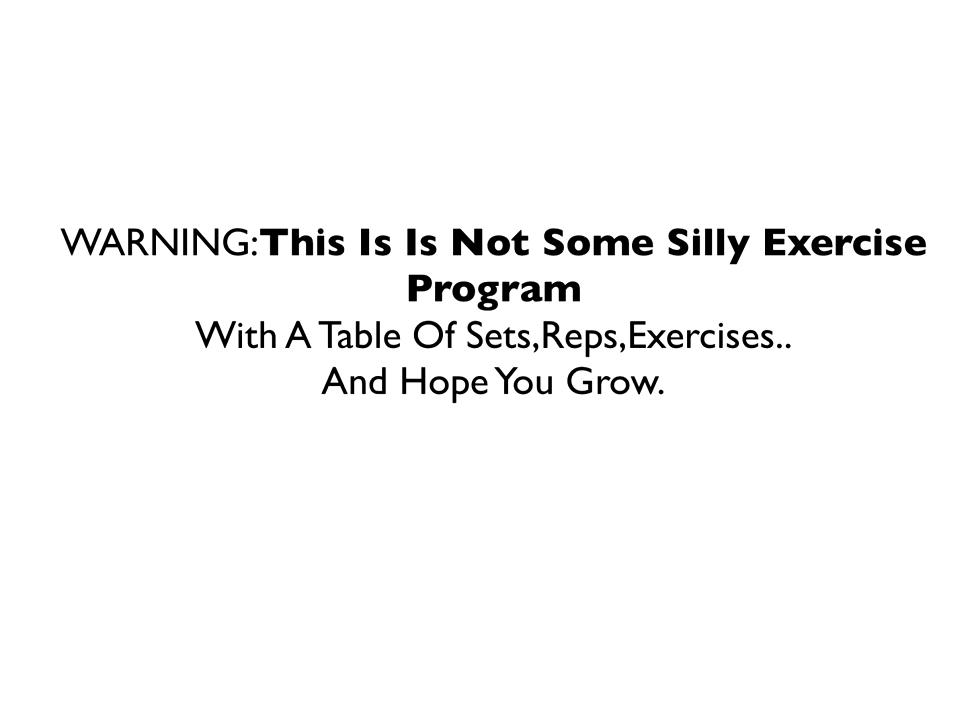 WARNING:This Is Is Not Some Silly Exercise
Program
With A Table Of Sets,Reps,Exercises..
And Hope You Grow.